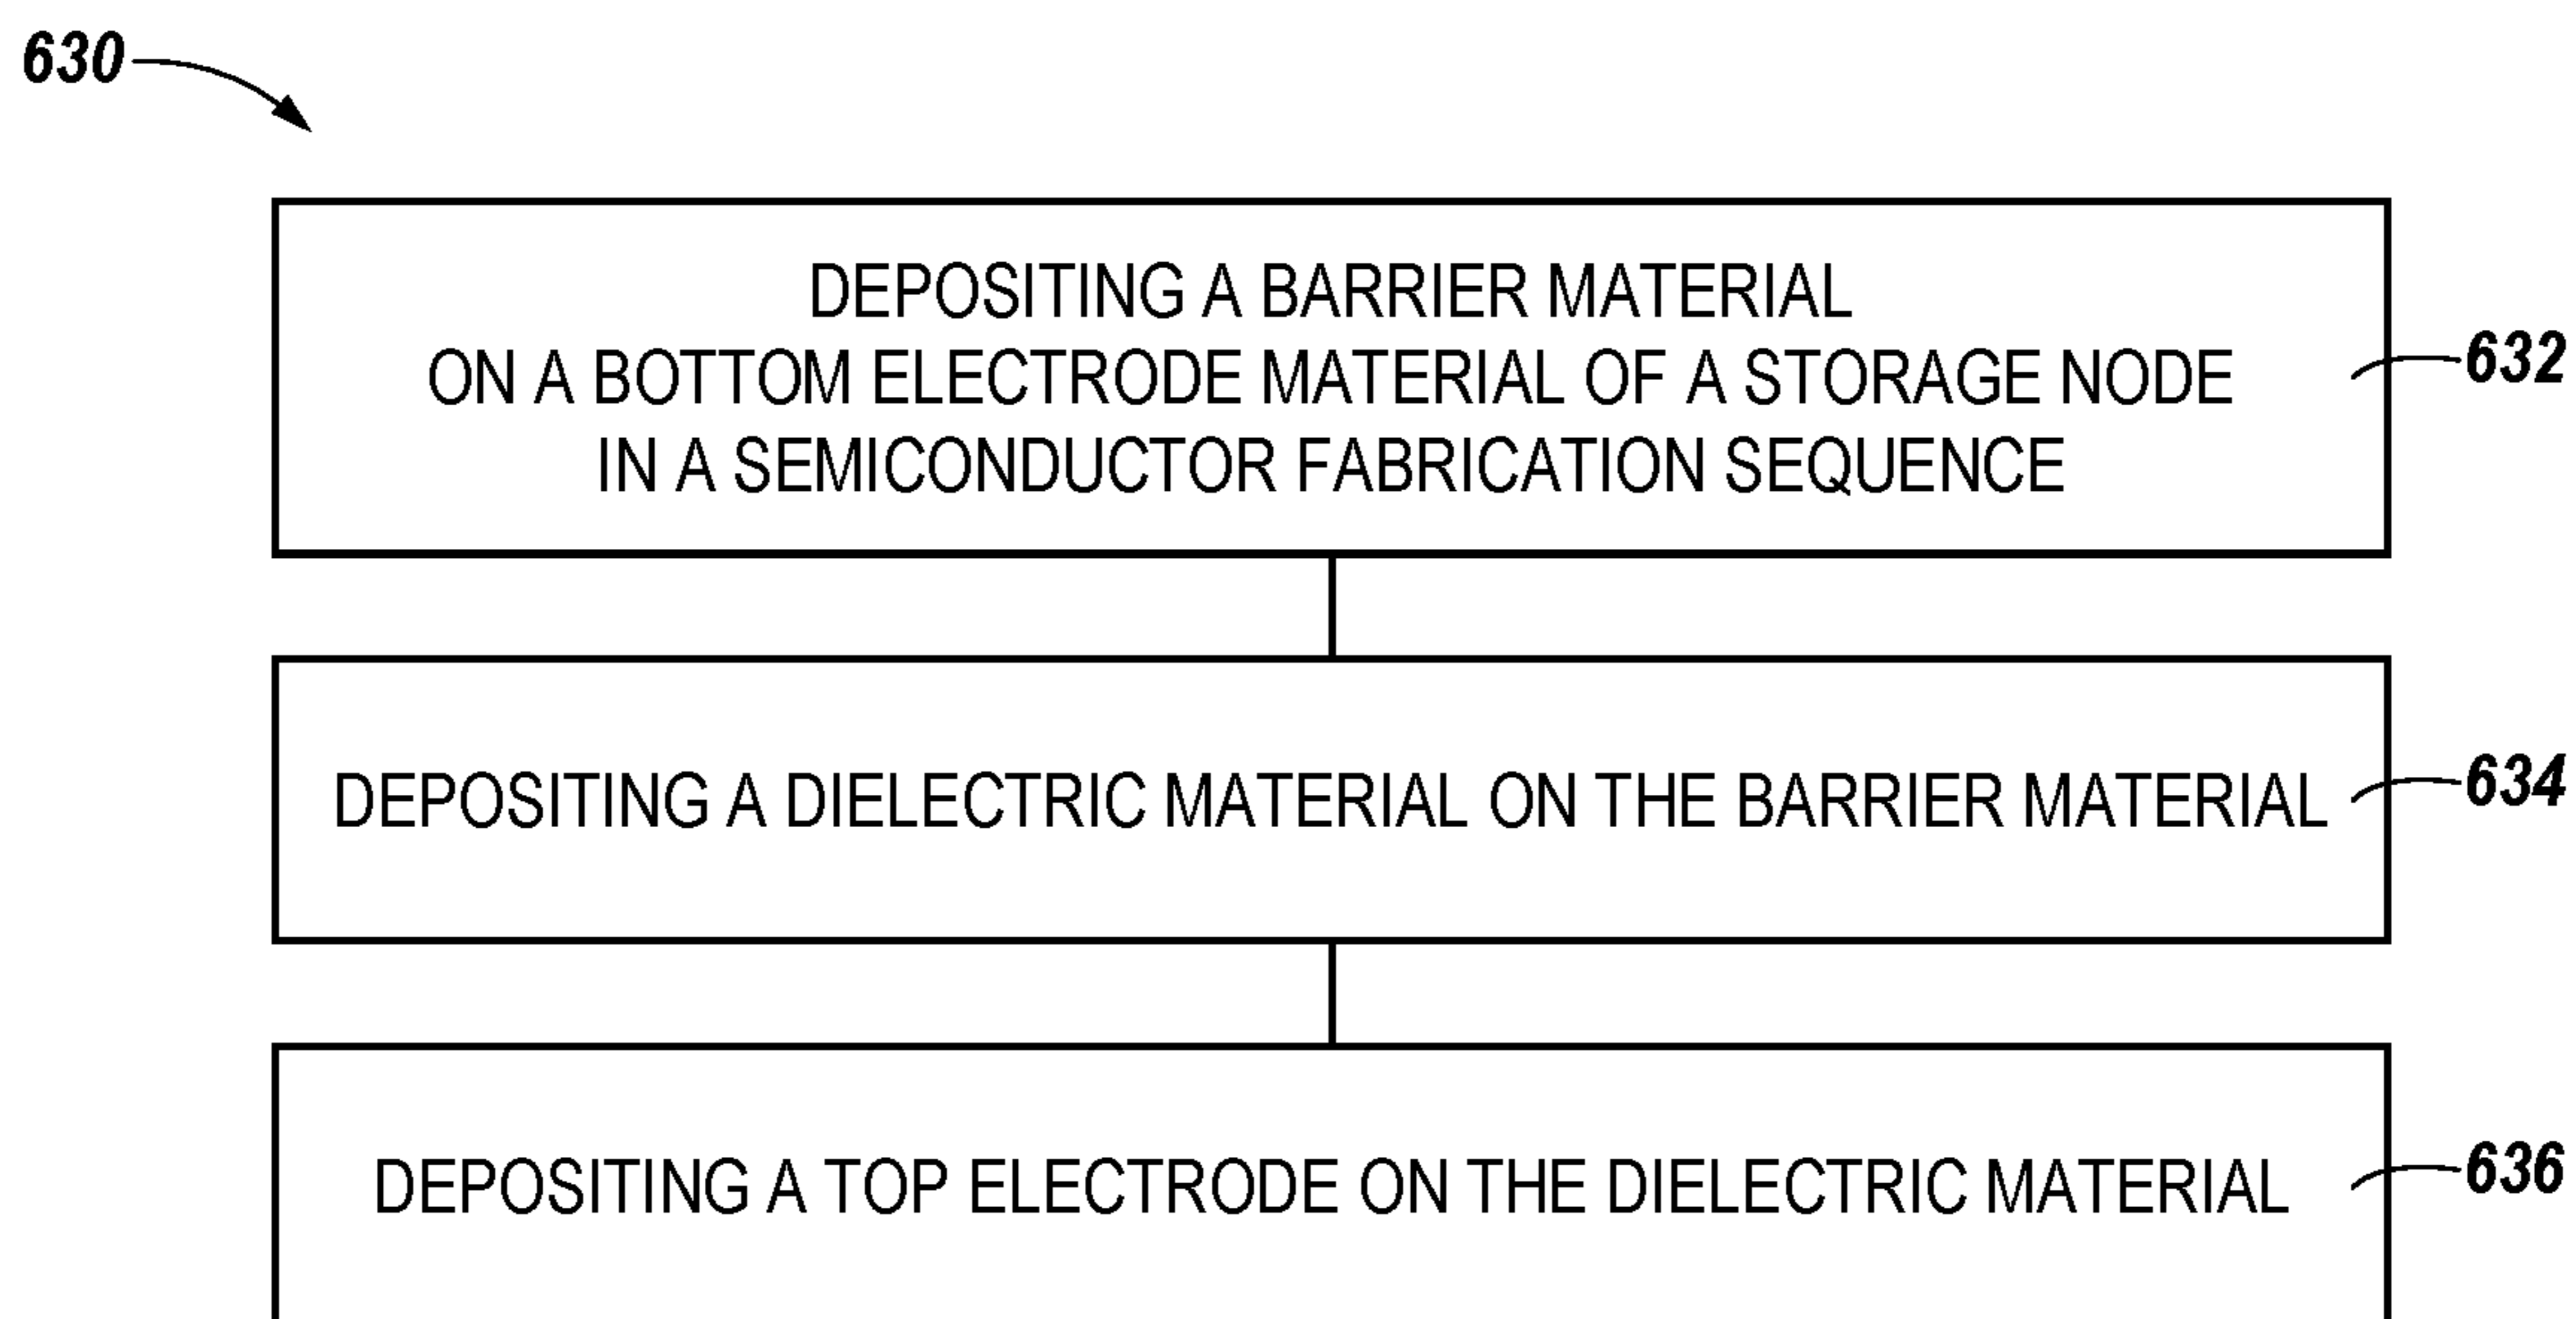 630
DEPOSITING A BARRIER MATERIAL
ON A BOTTOM ELECTRODE MATERIAL OF A STORAGE NODE
IN A SEMICONDUCTOR FABRICATION SEQUENCE
632
DEPOSITING A DIELECTRIC MATERIAL ON THE BARRIER MATERIAL
634
DEPOSITING A TOP ELECTRODE ON THE DIELECTRIC MATERIAL
636